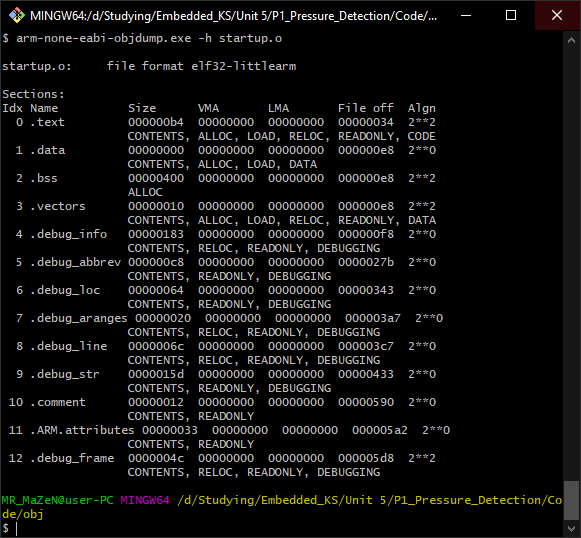 MINGW64:/d/Studying/Embedded_KS/Unit 5/P1_Pressure_Detection/Code/...
$ arm-none-eabi-objdump.exe -h startup.o

startup.o:     file format elf32-littlearm

Sections:
Idx Name          Size      VMA       LMA       File off  Algn
  0 .text         000000b4  00000000  00000000  00000034  2**2
                  CONTENTS, ALLOC, LOAD, RELOC, READONLY, CODE
  1 .data         00000000  00000000  00000000  000000e8  2**0
                  CONTENTS, ALLOC, LOAD, DATA
  2 .bss          00000400  00000000  00000000  000000e8  2**2
                  ALLOC
  3 .vectors      00000010  00000000  00000000  000000e8  2**2
                  CONTENTS, ALLOC, LOAD, RELOC, READONLY, DATA
  4 .debug_info   00000183  00000000  00000000  000000f8  2**0
                  CONTENTS, RELOC, READONLY, DEBUGGING
  5 .debug_abbrev 000000c8  00000000  00000000  0000027b  2**0
                  CONTENTS, READONLY, DEBUGGING
  6 .debug_loc    00000064  00000000  00000000  00000343  2**0
                  CONTENTS, READONLY, DEBUGGING
  7 .debug_aranges 00000020  00000000  00000000  000003a7  2**0
                  CONTENTS, RELOC, READONLY, DEBUGGING
  8 .debug_line   0000006c  00000000  00000000  000003c7  2**0
                  CONTENTS, RELOC, READONLY, DEBUGGING
  9 .debug_str    0000015d  00000000  00000000  00000433  2**0
                  CONTENTS, READONLY, DEBUGGING
 10 .comment      00000012  00000000  00000000  00000590  2**0
                  CONTENTS, READONLY
 11 .ARM.attributes 00000033  00000000  00000000  000005a2  2**0
                  CONTENTS, READONLY
 12 .debug_frame  0000004c  00000000  00000000  000005d8  2**2
                  CONTENTS, RELOC, READONLY, DEBUGGING

MR_MaZeN@user-PC MINGW64 /d/Studying/Embedded_KS/Unit 5/P1_Pressure_Detection/Co
de/obj
$